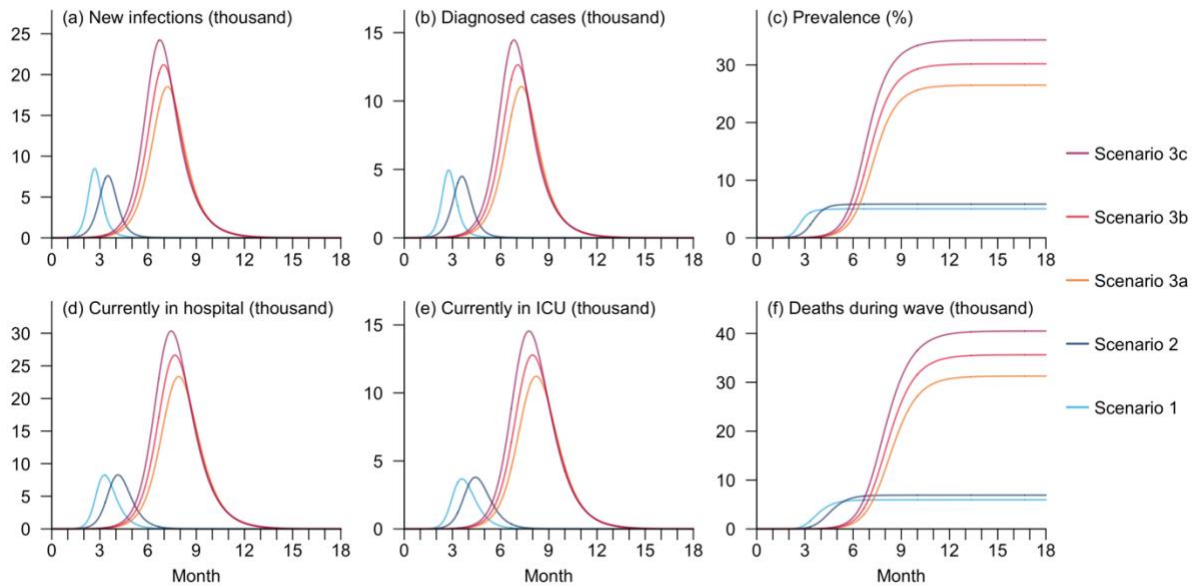 (a) New infections (thousand)
25
20
15
10
5
0
0 3 6 9 12 15 18
(b) Diagnosed cases (thousand)
15
10
5
0
0 3 6 9 12 15 18
(c) Prevalence (%)
30
20
10
0
0 3 6 9 12 15 18
(d) Currently in hospital (thousand)
30
25
20
15
10
5
0
0 3 6 9 12 15 18
Month
(e) Currently in ICU (thousand)
15
10
5
0
0 3 6 9 12 15 18
Month
(f) Deaths during wave (thousand)
40
30
20
10
0
0 3 6 9 12 15 18
Month
Scenario 3c
Scenario 3b
Scenario 3a
Scenario 2
Scenario 1